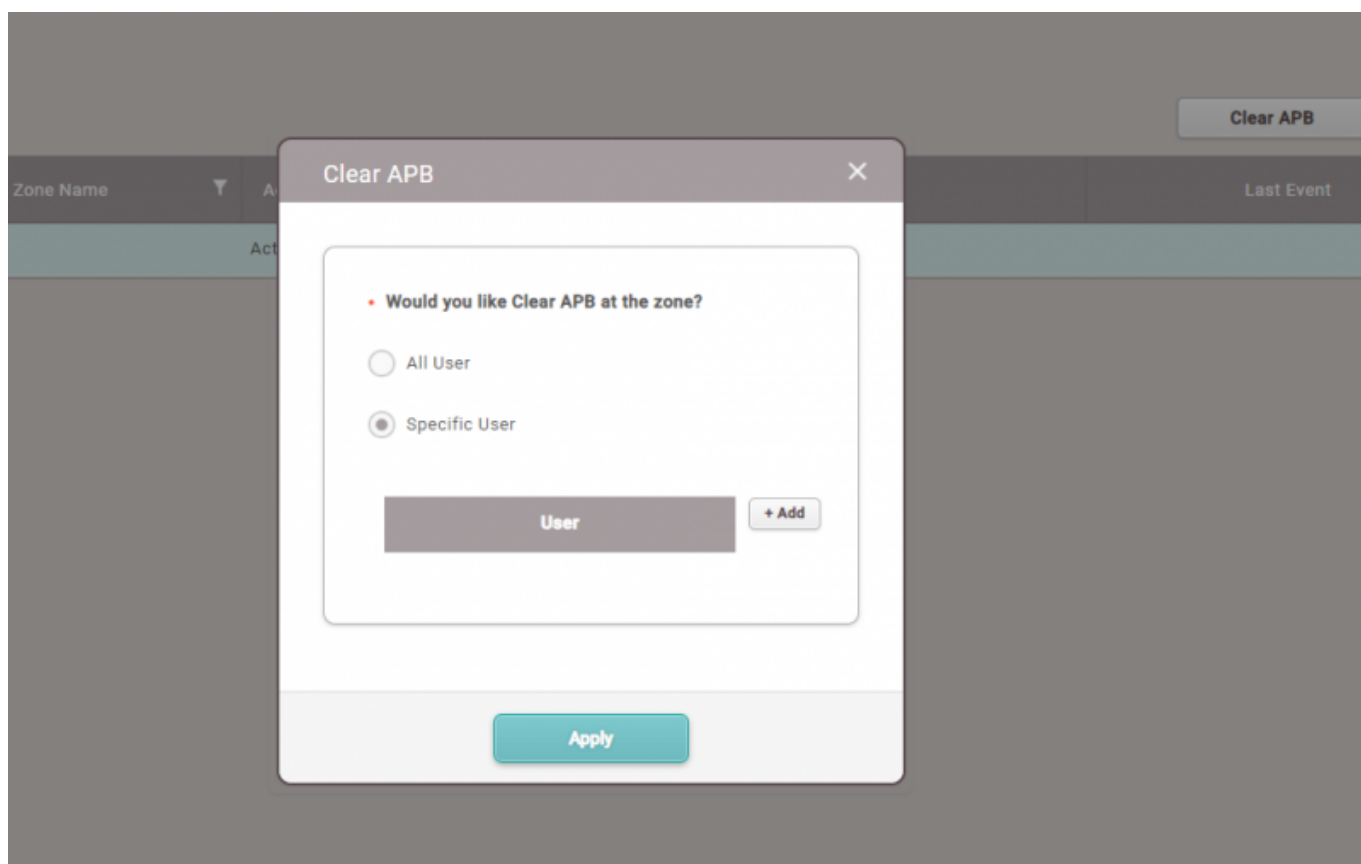 Clear APB
Clear APB
Zone Name
Last Event
Act
Would you like Clear APB at the zone?
All User
Specific User
User
+ Add
Apply